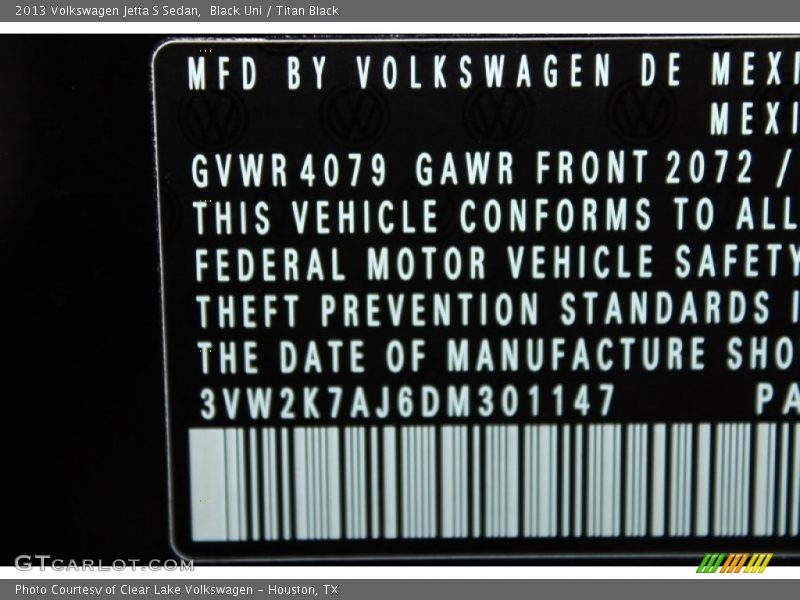 2013 Volkswagen Jetta S Sedan, Black Uni / Titan Black
MFD BY VOLKSWAGEN DE MEXI
MEXI
GVWR 4079 GAWR FRONT 2072 /
THIS VEHICLE CONFORMS TO ALL
FEDERAL MOTOR VEHICLE SAFETY
THEFT PREVENTION STANDARDS I
THE DATE OF MANUFACTURE SHO
3VW2K7AJ6DM301147 PA
GTCARLOT.COM
Photo Courtesy of Clear Lake Volkswagen – Houston, TX